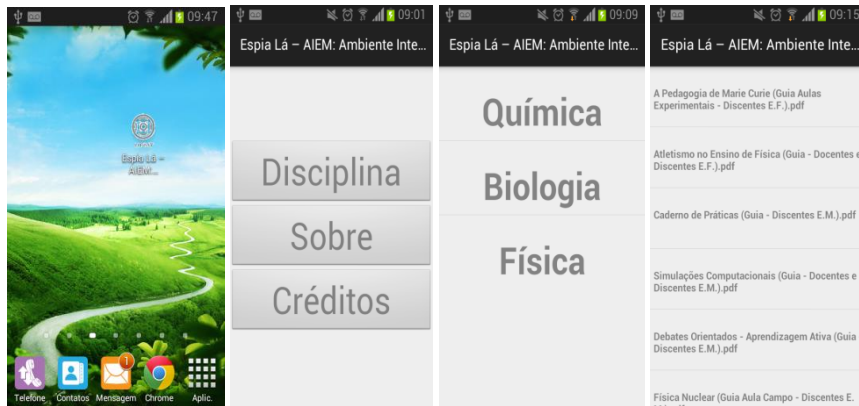 09:47
Espia Lá –
AIEM:...
1
Telefone
Contatos
Mensagem
Chrome
Aplic.
09:01
Espia Lá – AIEM: Ambiente Inte...
Disciplina
Sobre
Créditos
09:09
Espia Lá – AIEM: Ambiente Inte...
Química
Biologia
Física
09:15
Espia Lá – AIEM: Ambiente Inte...
A Pedagogia de Marie Curie (Guia Aulas
Experimentais - Discentes E.F.).pdf
Atletismo no Ensino de Física (Guia - Docentes e
Discentes E.F.).pdf
Caderno de Práticas (Guia - Discentes E.M.).pdf
Simulações Computacionais (Guia - Docentes e
Discentes E.M.).pdf
Debates Orientados - Aprendizagem Ativa (Guia
Discentes E.M.).pdf
Física Nuclear (Guia Aula Campo - Discentes E.